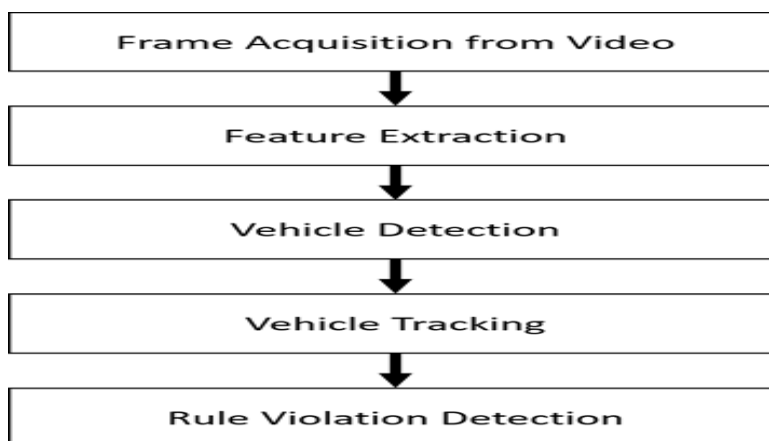 Frame Acquisition from Video
Feature Extraction
Vehicle Detection
Vehicle Tracking
Rule Violation Detection